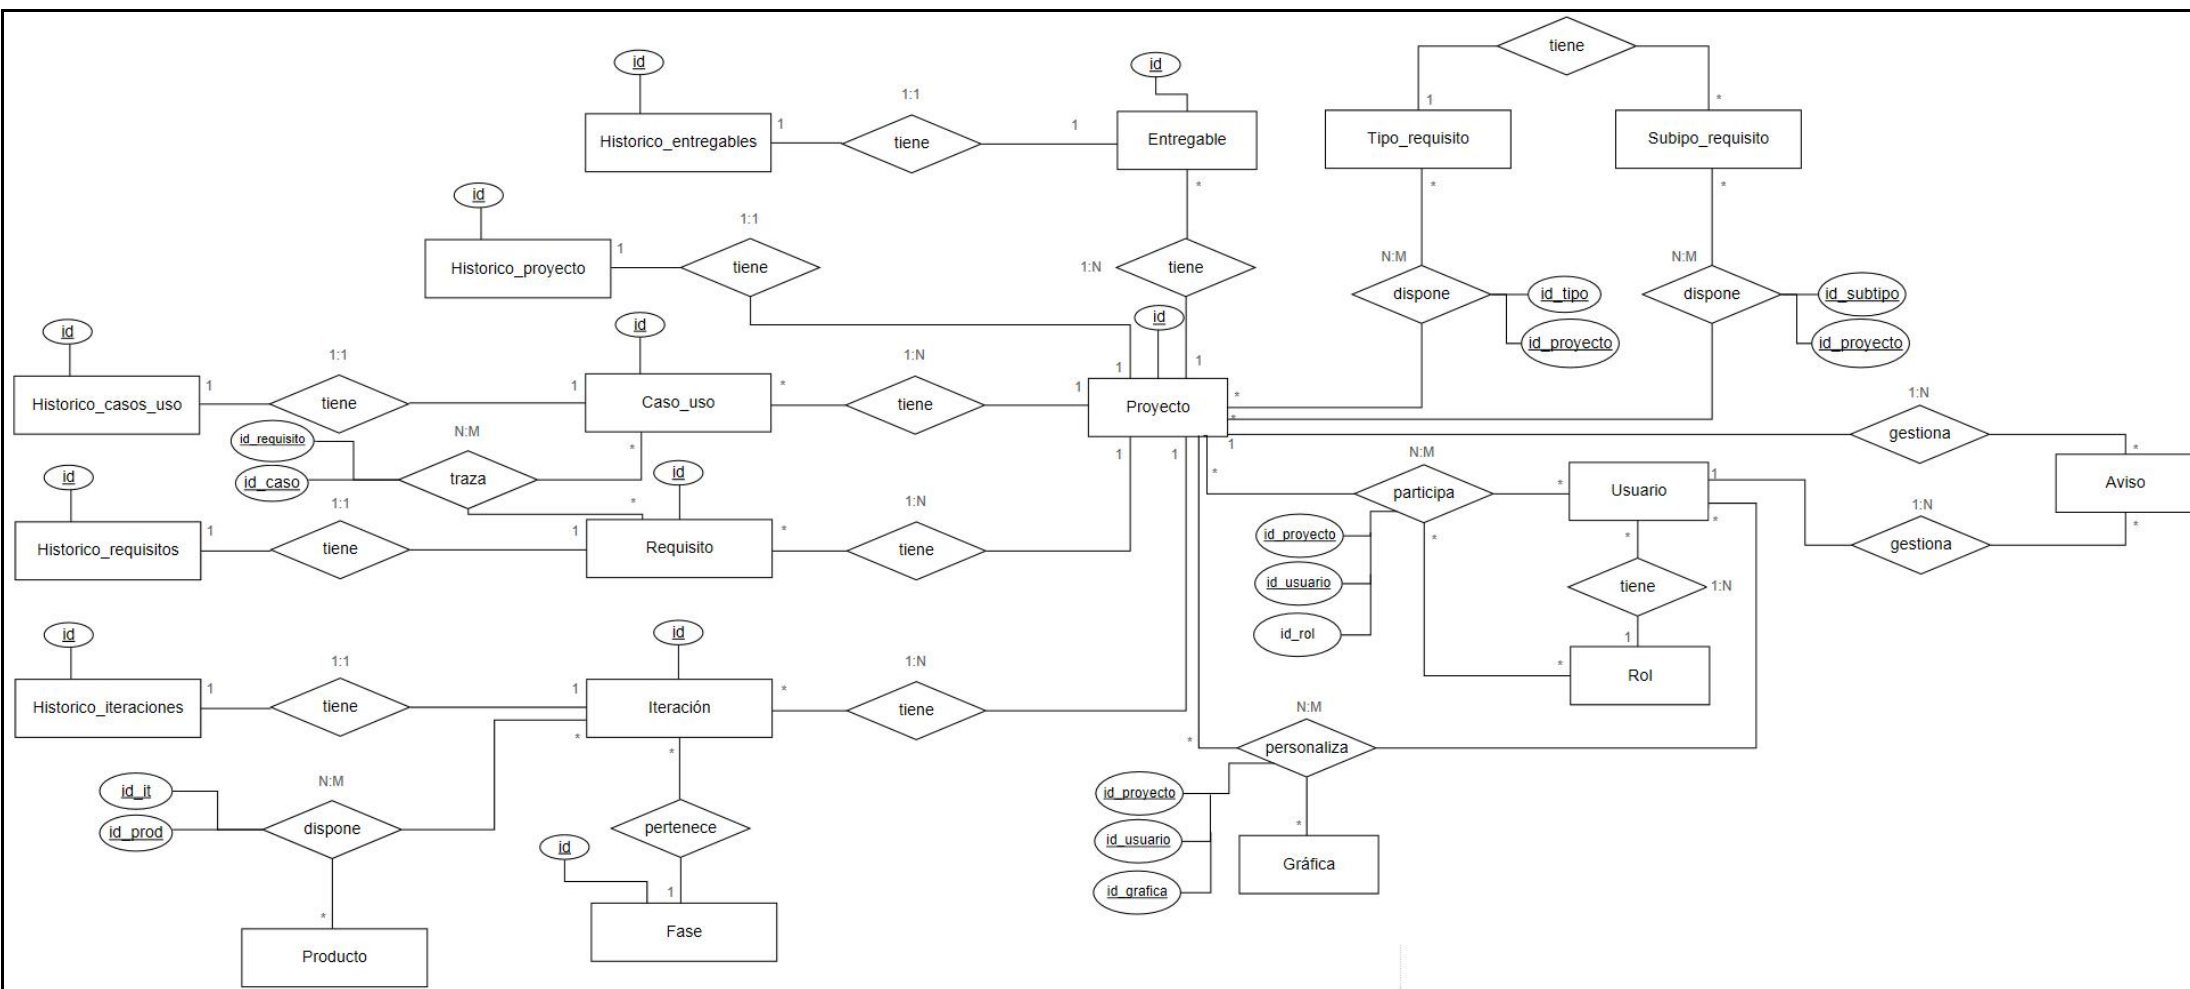 tiene
id
id
1:1
1
1
1
*
Historico_entregables
tiene
Entregable
Tipo_requisito
Subipo_requisito
id
*
*
*
1:1
1
N:M
N:M
Historico_proyecto
tiene
1:N
tiene
dispone
id_tipo
dispone
id_subtipo
id
id
id
id_proyecto
id_proyecto
1:1
1:N
1
1
1
1
*
1
*
1:N
Historico_casos_uso
tiene
Caso_uso
tiene
Proyecto
*
gestiona
id_requisito
N:M
*
1
1
1
*
N:M
*
id_caso
traza
id
participa
*
Usuario
1
Aviso
id
1:1
*
1:N
1:N
1
1
*
*
*
*
*
Historico_requisitos
tiene
Requisito
tiene
id_proyecto
gestiona
id_usuario
tiene
1:N
id
id
id_rol
1
1:1
1:N
*
Rol
1
1
*
Historico_iteraciones
tiene
Iteración
tiene
N:M
*
*
*
personaliza
N:M
id_it
id_proyecto
id_prod
dispone
pertenece
*
id
id_usuario
Gráfica
1
id_grafica
*
Fase
Producto